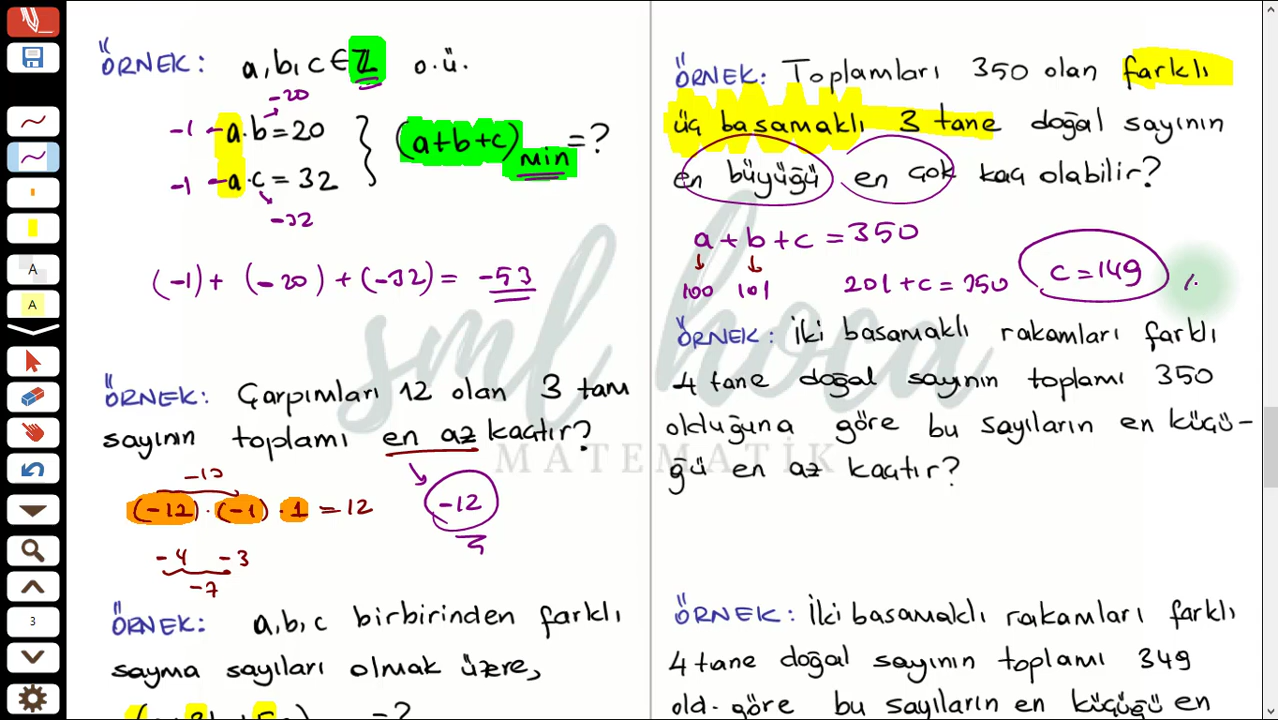 ÖRNEK: a,b,c ∈ ℤ o.ü.
-20
-1 a.b=20
-1 a.c=32
-32
(a+b+c) min =?
(-1)+(-20)+(-32)= -53
ÖRNEK: Çarpımları 12 olan 3 tam
sayının toplamı en az kaçtır?
-13
(-12).(-1).1=12
-12
-4 -3
-7
ÖRNEK: a,b,c birbirinden farklı
sayma sayıları olmak üzere,
=?
ÖRNEK: Toplamları 350 olan farklı
üç basamaklı 3 tane doğal sayının
en büyüğü en çok kaç olabilir?
a+b+c=350
100 101 201+c=350 c=149
ÖRNEK: İki basamaklı rakamları farklı
4 tane doğal sayının toplamı 350
olduğuna göre bu sayıların en küçü-
ğü en az kaçtır?
ÖRNEK: İki basamaklı rakamları farklı
4 tane doğal sayının toplamı 349
old. göre bu sayıların en küçüğü en
sml hoca
MATEMATİK
A
A
3